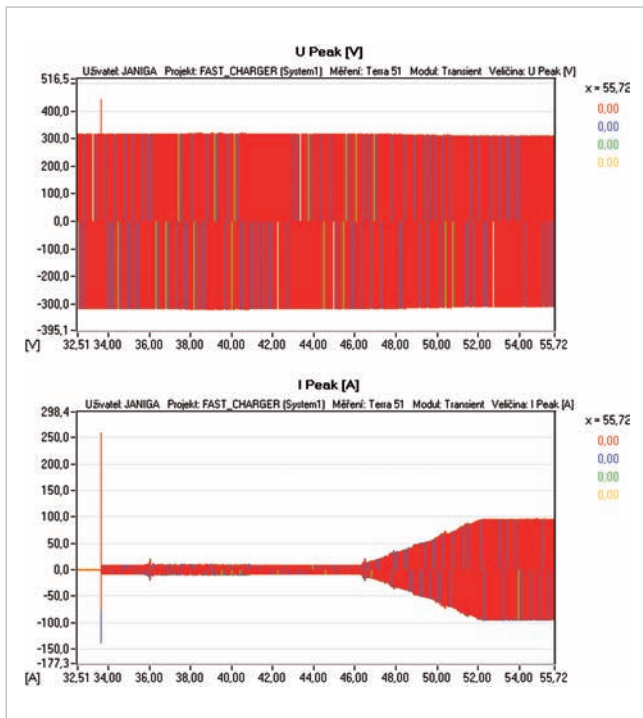 U Peak [V]
Uživatel: JANIGA Projekt: FAST_CHARGER (System1) Měření: Terra 51 Modul: Transient Veličina: U Peak [V]
516,5
400,0
300,0
200,0
100,0
0,0
-100,0
-200,0
-300,0
-395,1
[V]
32,51 34,00 36,00 38,00 40,00 42,00 44,00 46,00 48,00 50,00 52,00 55,72
x = 55,72
0,00
0,00
0,00
0,00
I Peak [A]
Uživatel: JANIGA Projekt: FAST_CHARGER (System1) Měření: Terra 51 Modul: Transient Veličina: I Peak [A]
298,4
250,0
200,0
150,0
100,0
50,0
0,0
-50,0
-100,0
-150,0
-177,3
[A]
32,51 34,00 36,00 38,00 40,00 42,00 44,00 46,00 48,00 50,00 52,00 55,72
x = 55,72
0,00
0,00
0,00
0,00